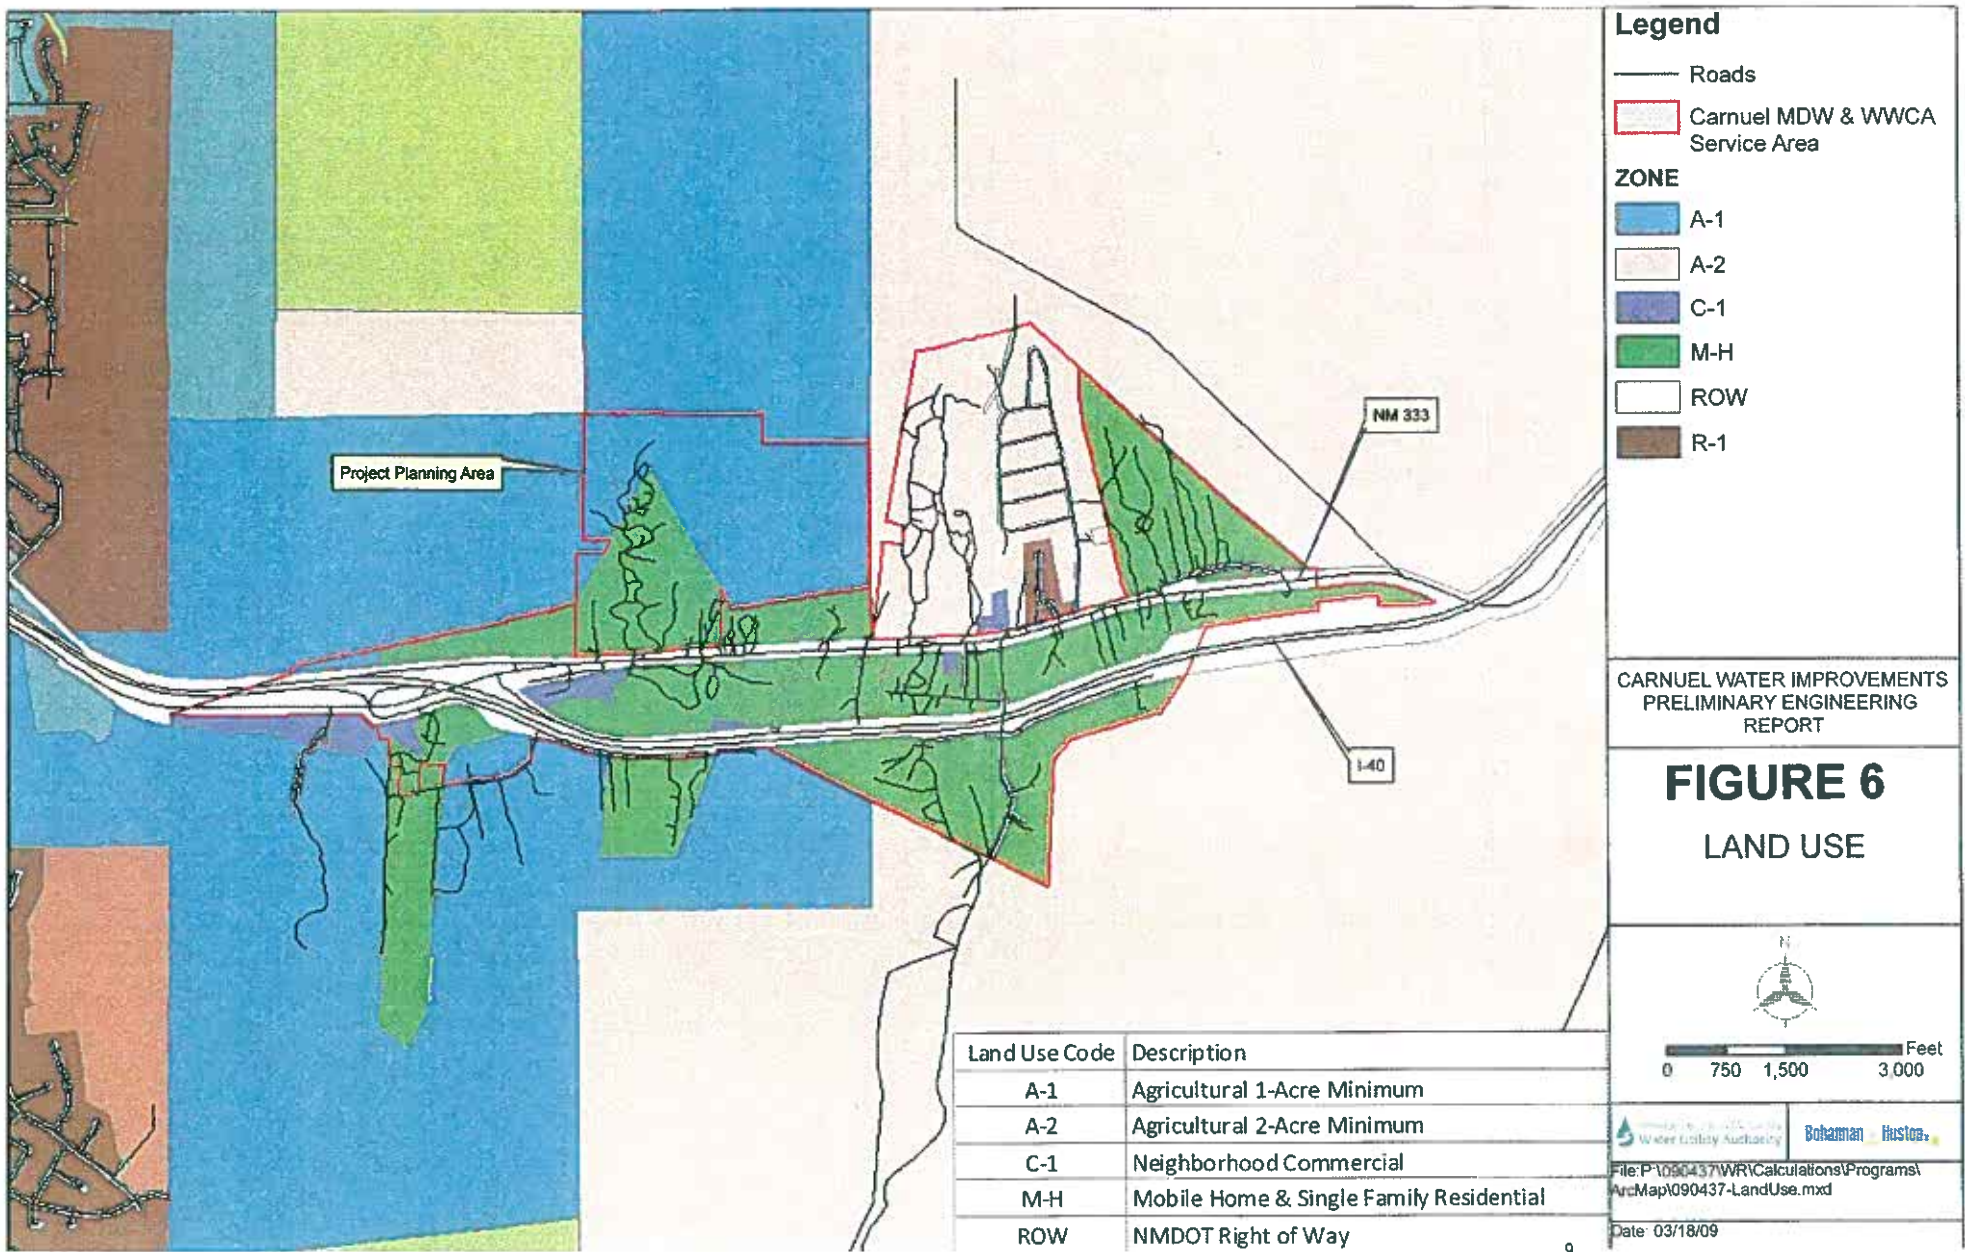 Legend
Roads
Carnuel MDW & WWCA
Service Area
ZONE
A-1
A-2
C-1
M-H
ROW
R-1
NM 333
Project Planning Area
I-40
CARNUEL WATER IMPROVEMENTS
PRELIMINARY ENGINEERING
REPORT
FIGURE 6
LAND USE
N
Feet
0 750 1,500 3,000
Water Utility Authority
Bohannan Huston
File:P:\090437\WR\Calculations\Programs\
ArcMap\090437-LandUse.mxd
Date: 03/18/09
Land Use Code Description
A-1 Agricultural 1-Acre Minimum
A-2 Agricultural 2-Acre Minimum
C-1 Neighborhood Commercial
M-H Mobile Home & Single Family Residential
ROW NMDOT Right of Way
9